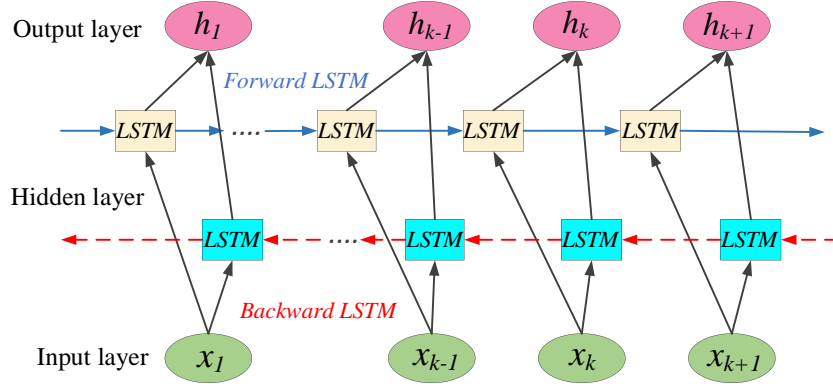 Output layer
h1 hk-1 hk hk+1
Forward LSTM
LSTM .... LSTM LSTM LSTM
Hidden layer
LSTM .... LSTM LSTM LSTM
Backward LSTM
Input layer
x1 xk-1 xk xk+1